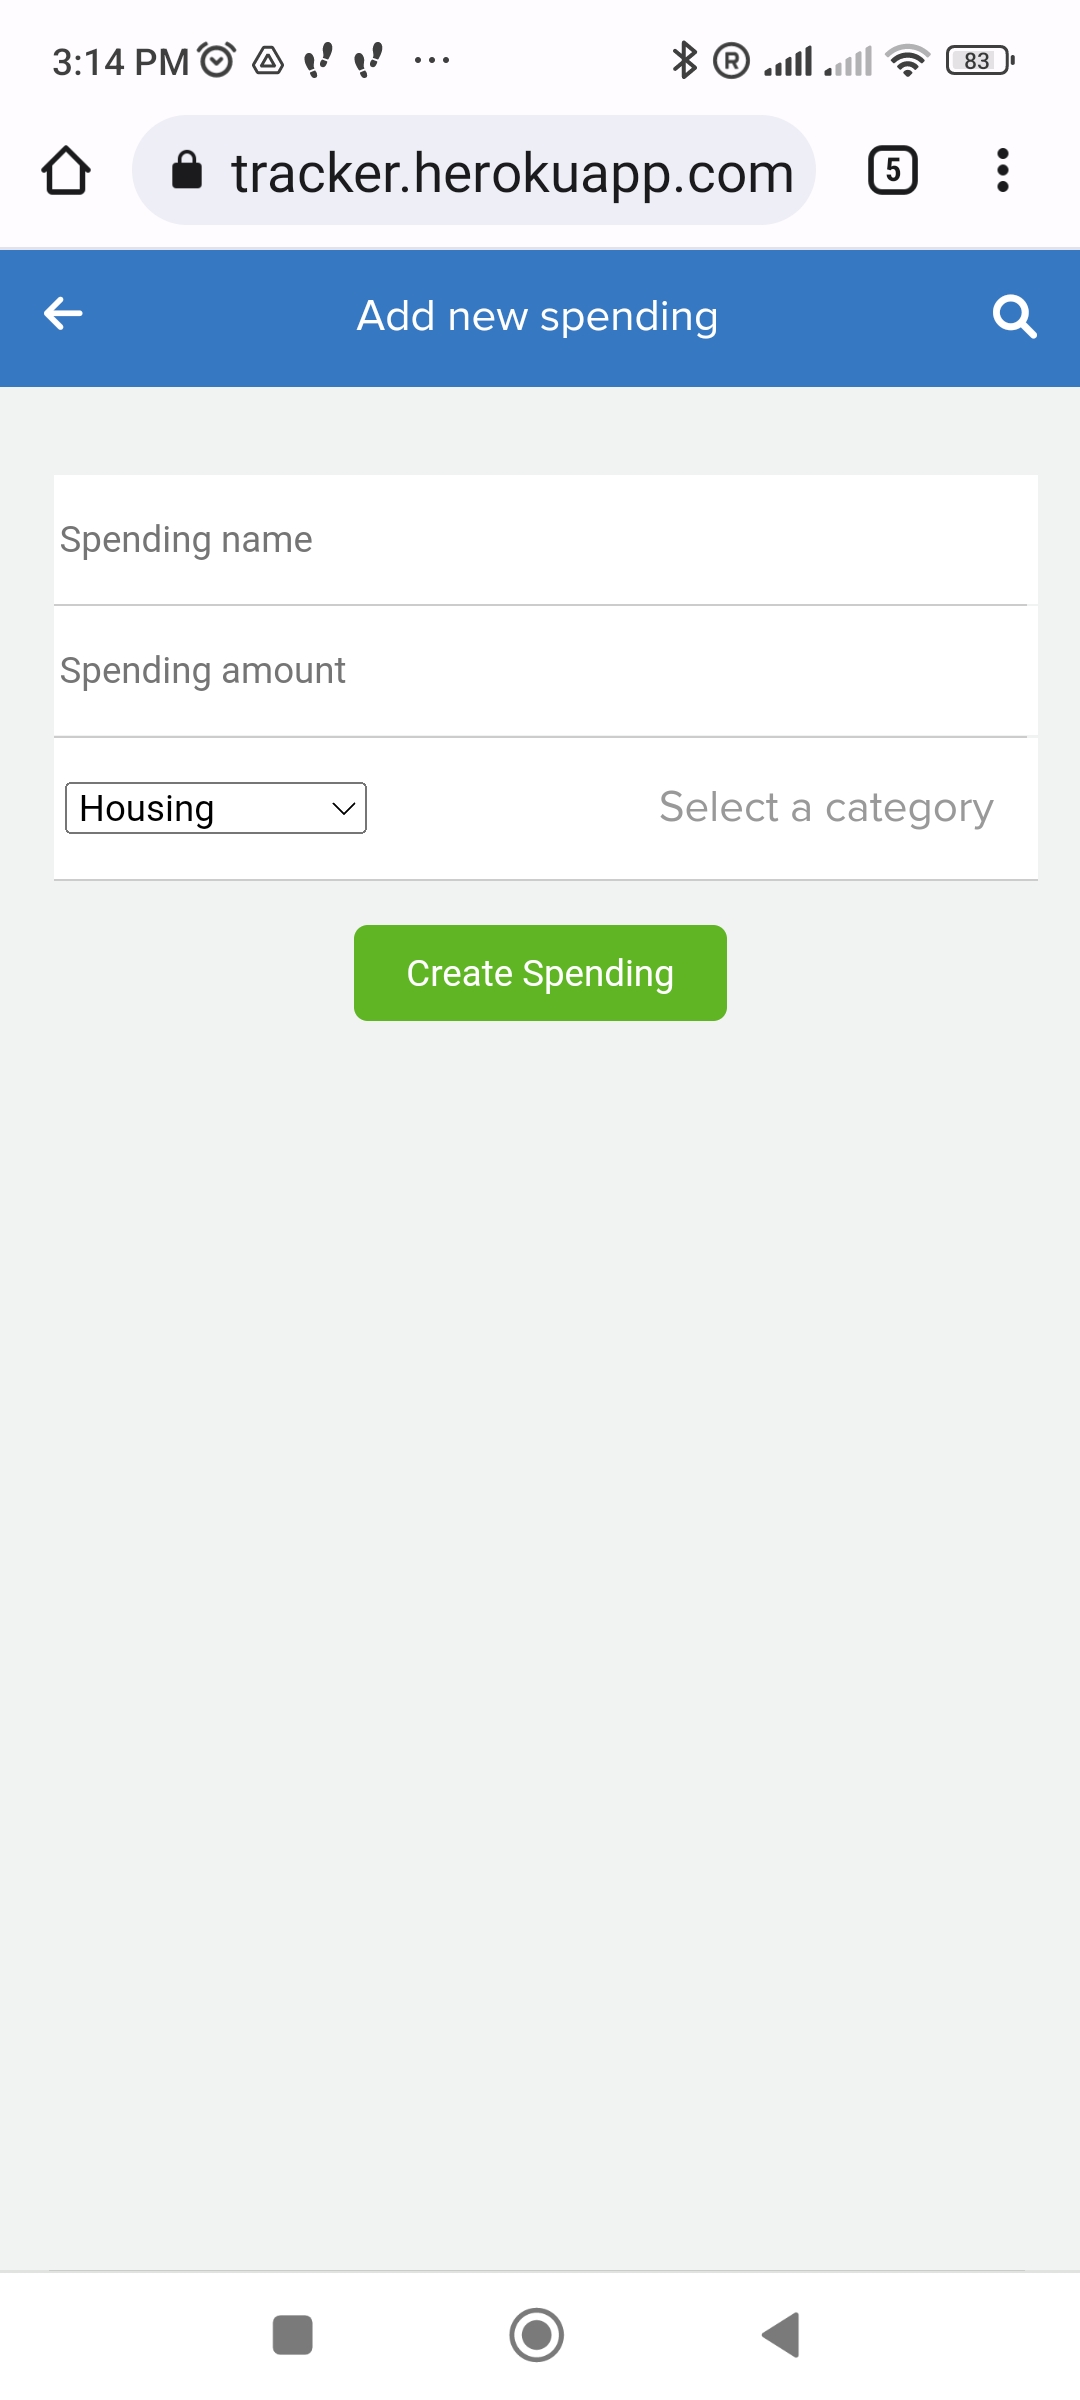 3:14 PM ... R 83
tracker.herokuapp.com 5
Add new spending
Spending name
Spending amount
Housing Select a category
Create Spending